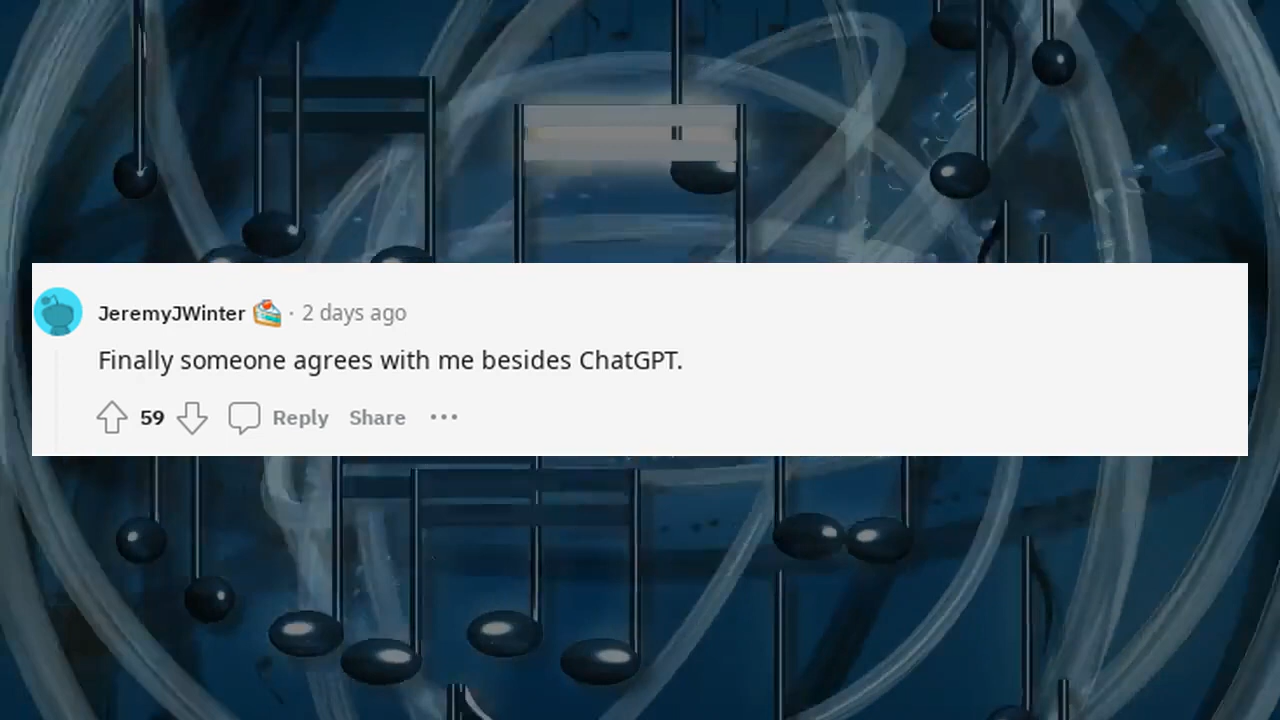 JeremyJWinter · 2 days ago
Finally someone agrees with me besides ChatGPT.
59 Reply Share ···